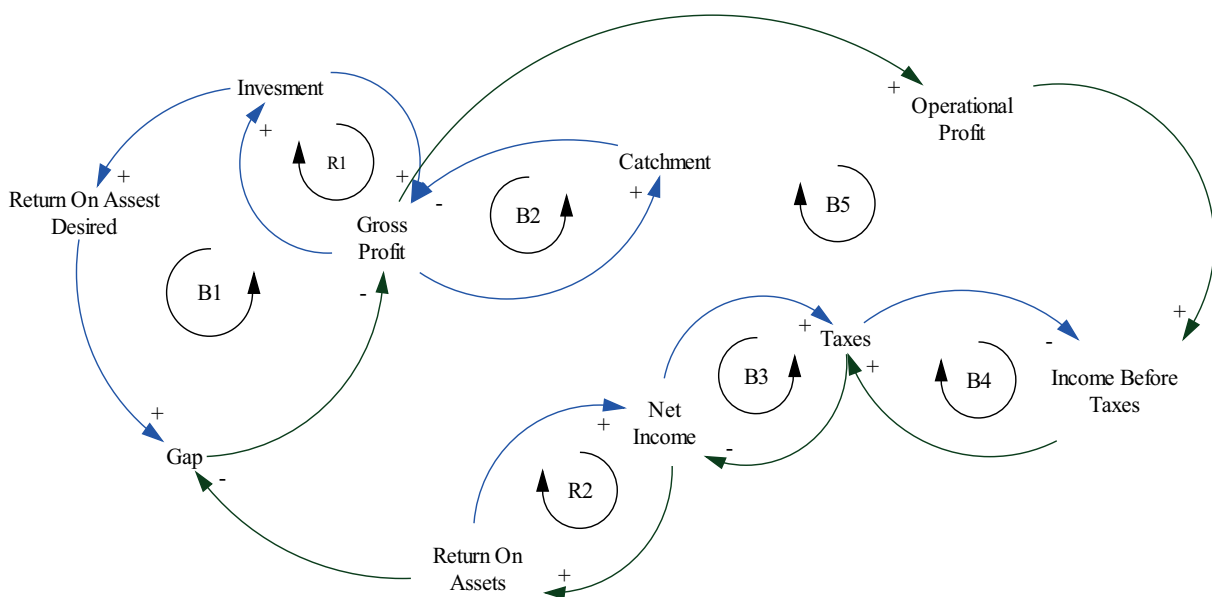 Invesment
+
Operational
Profit
+
R1
Catchment
+
Return On Assest
Desired
+
+
-
B2
B5
Gross
Profit
B1
-
+
+
Taxes
-
+
B3
B4
Income Before
Taxes
+
Gap
-
Net
Income
+
-
R2
Return On
Assets
+